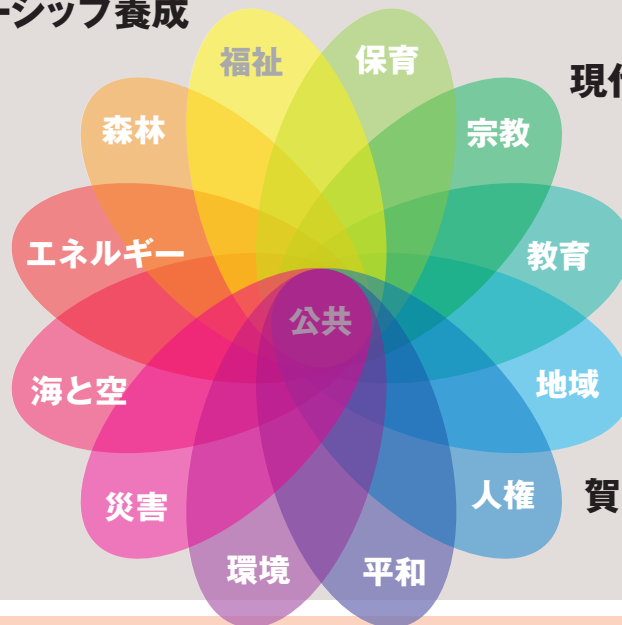 ーシップ養成
福祉
保育
現代
森林
宗教
エネルギー
教育
公共
海と空
地域
災害
人権
賀
環境
平和